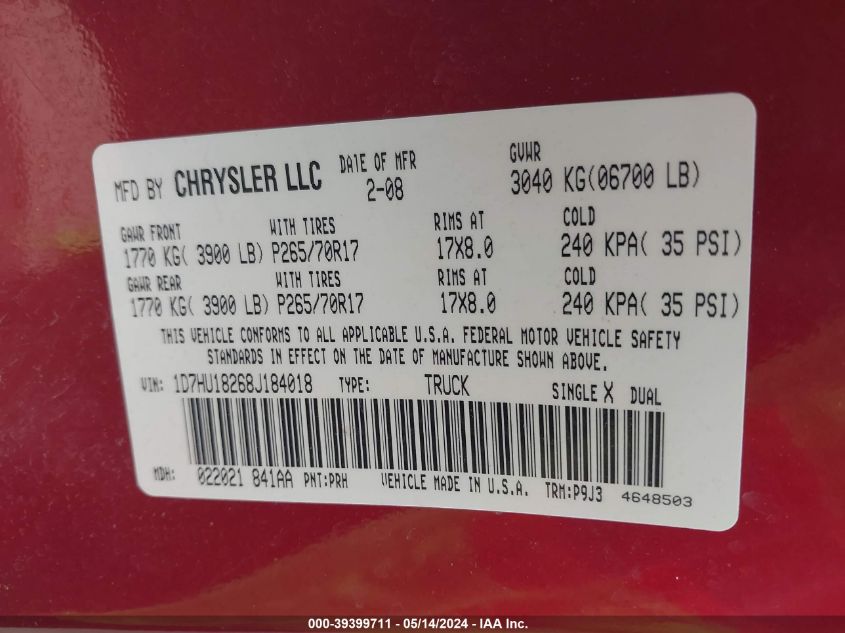 MFD BY CHRYSLER LLC DATE OF MFR GVWR
2-08 3040 KG(06700 LB)
GAWR FRONT WITH TIRES RIMS AT COLD
1770 KG( 3900 LB) P265/70R17 17X8.0 240 KPA( 35 PSI)
GAWR REAR WITH TIRES RIMS AT COLD
1770 KG( 3900 LB) P265/70R17 17X8.0 240 KPA( 35 PSI)
THIS VEHICLE CONFORMS TO ALL APPLICABLE U.S.A. FEDERAL MOTOR VEHICLE SAFETY
STANDARDS IN EFFECT ON THE DATE OF MANUFACTURE SHOWN ABOVE.
VIN: 1D7HU18268J184018 TYPE: TRUCK SINGLE X DUAL
MDH: 022021 841AA PNT:PRH VEHICLE MADE IN U.S.A. TRM:P9J3 4648503
000-39399711 - 05/14/2024 - IAA Inc.